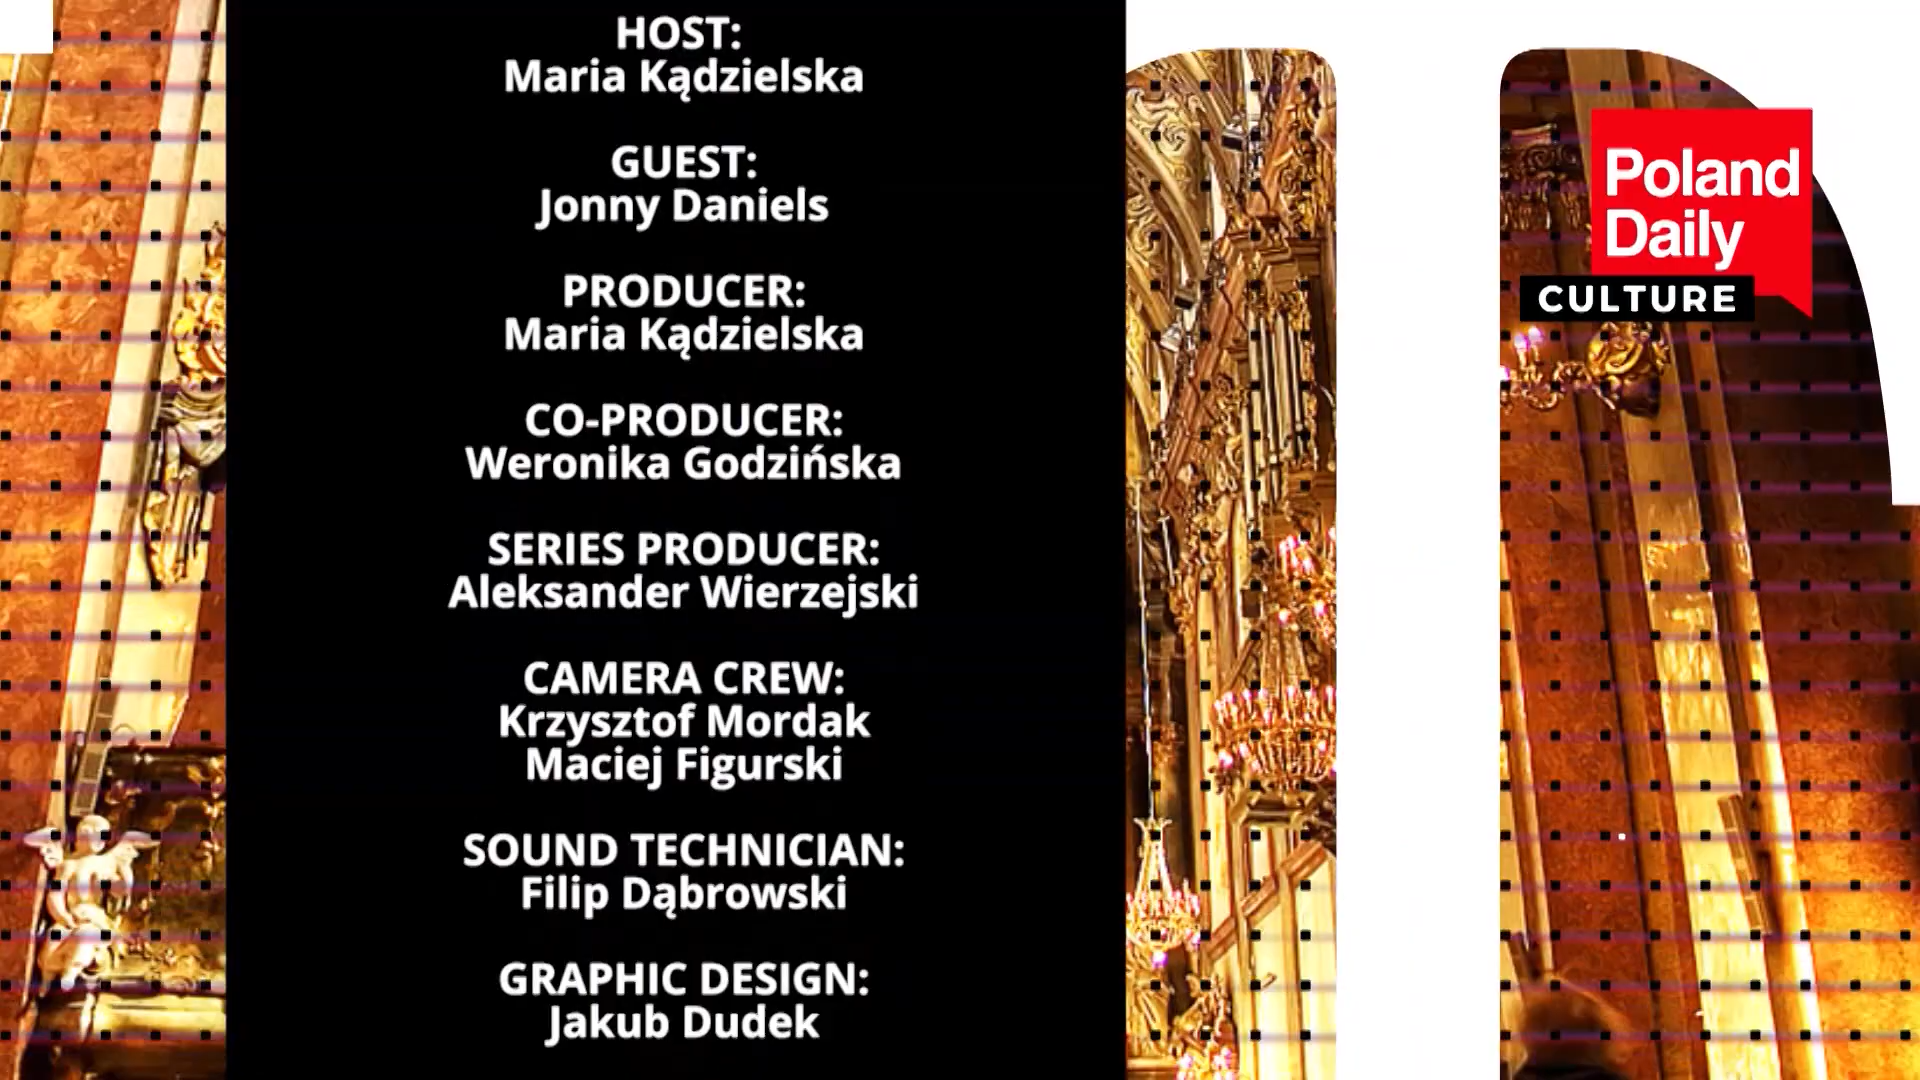 HOST:
Maria Kądzielska
GUEST:
Jonny Daniels
PRODUCER:
Maria Kądzielska
CO-PRODUCER:
Weronika Godzińska
SERIES PRODUCER:
Aleksander Wierzejski
CAMERA CREW:
Krzysztof Mordak
Maciej Figurski
SOUND TECHNICIAN:
Filip Dąbrowski
GRAPHIC DESIGN:
Jakub Dudek
Poland
Daily
CULTURE